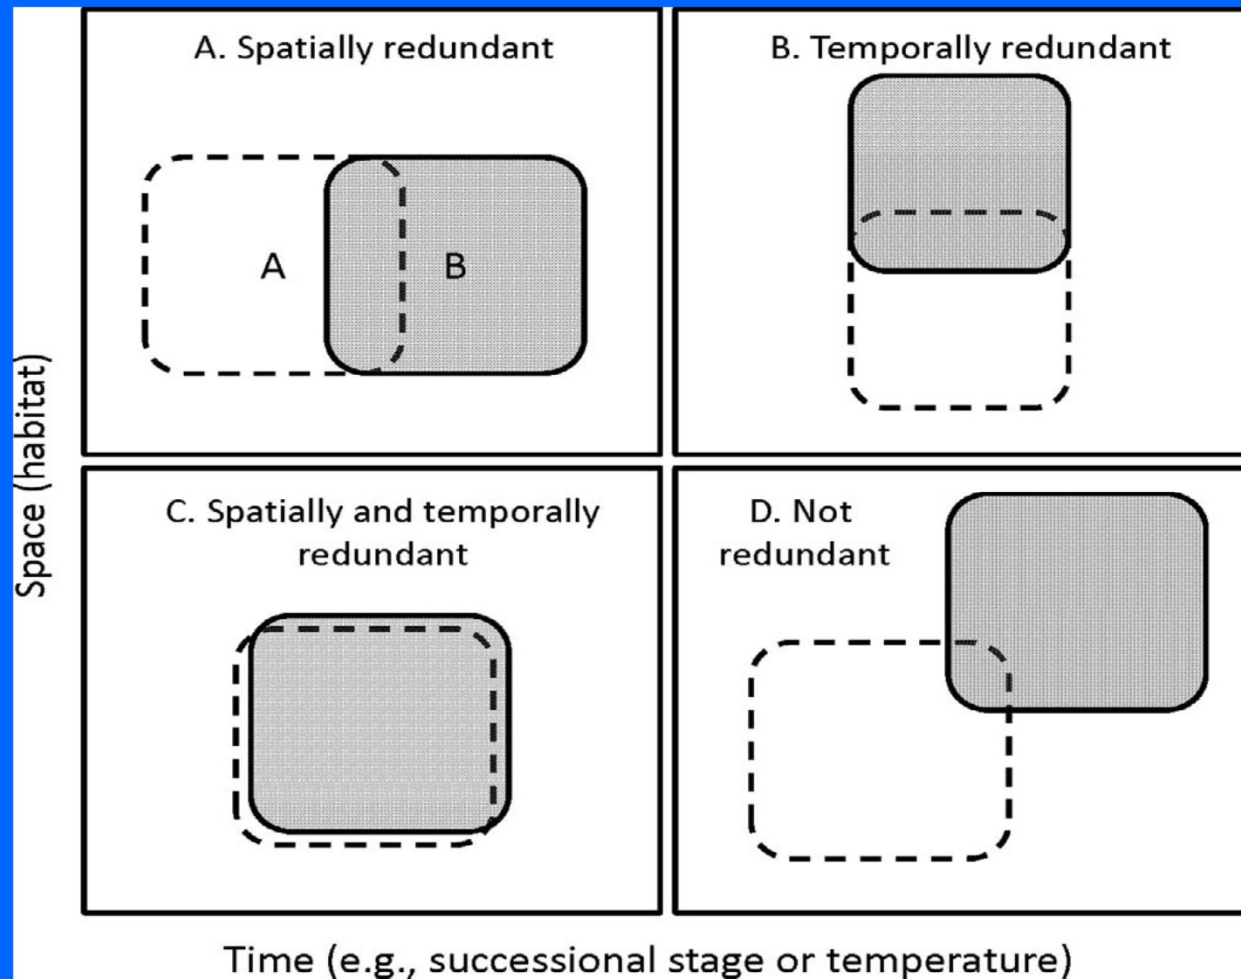 A. Spatially redundant
B. Temporally redundant
A
B
C. Spatially and temporally
redundant
D. Not
redundant
Space (habitat)
Time (e.g., successional stage or temperature)